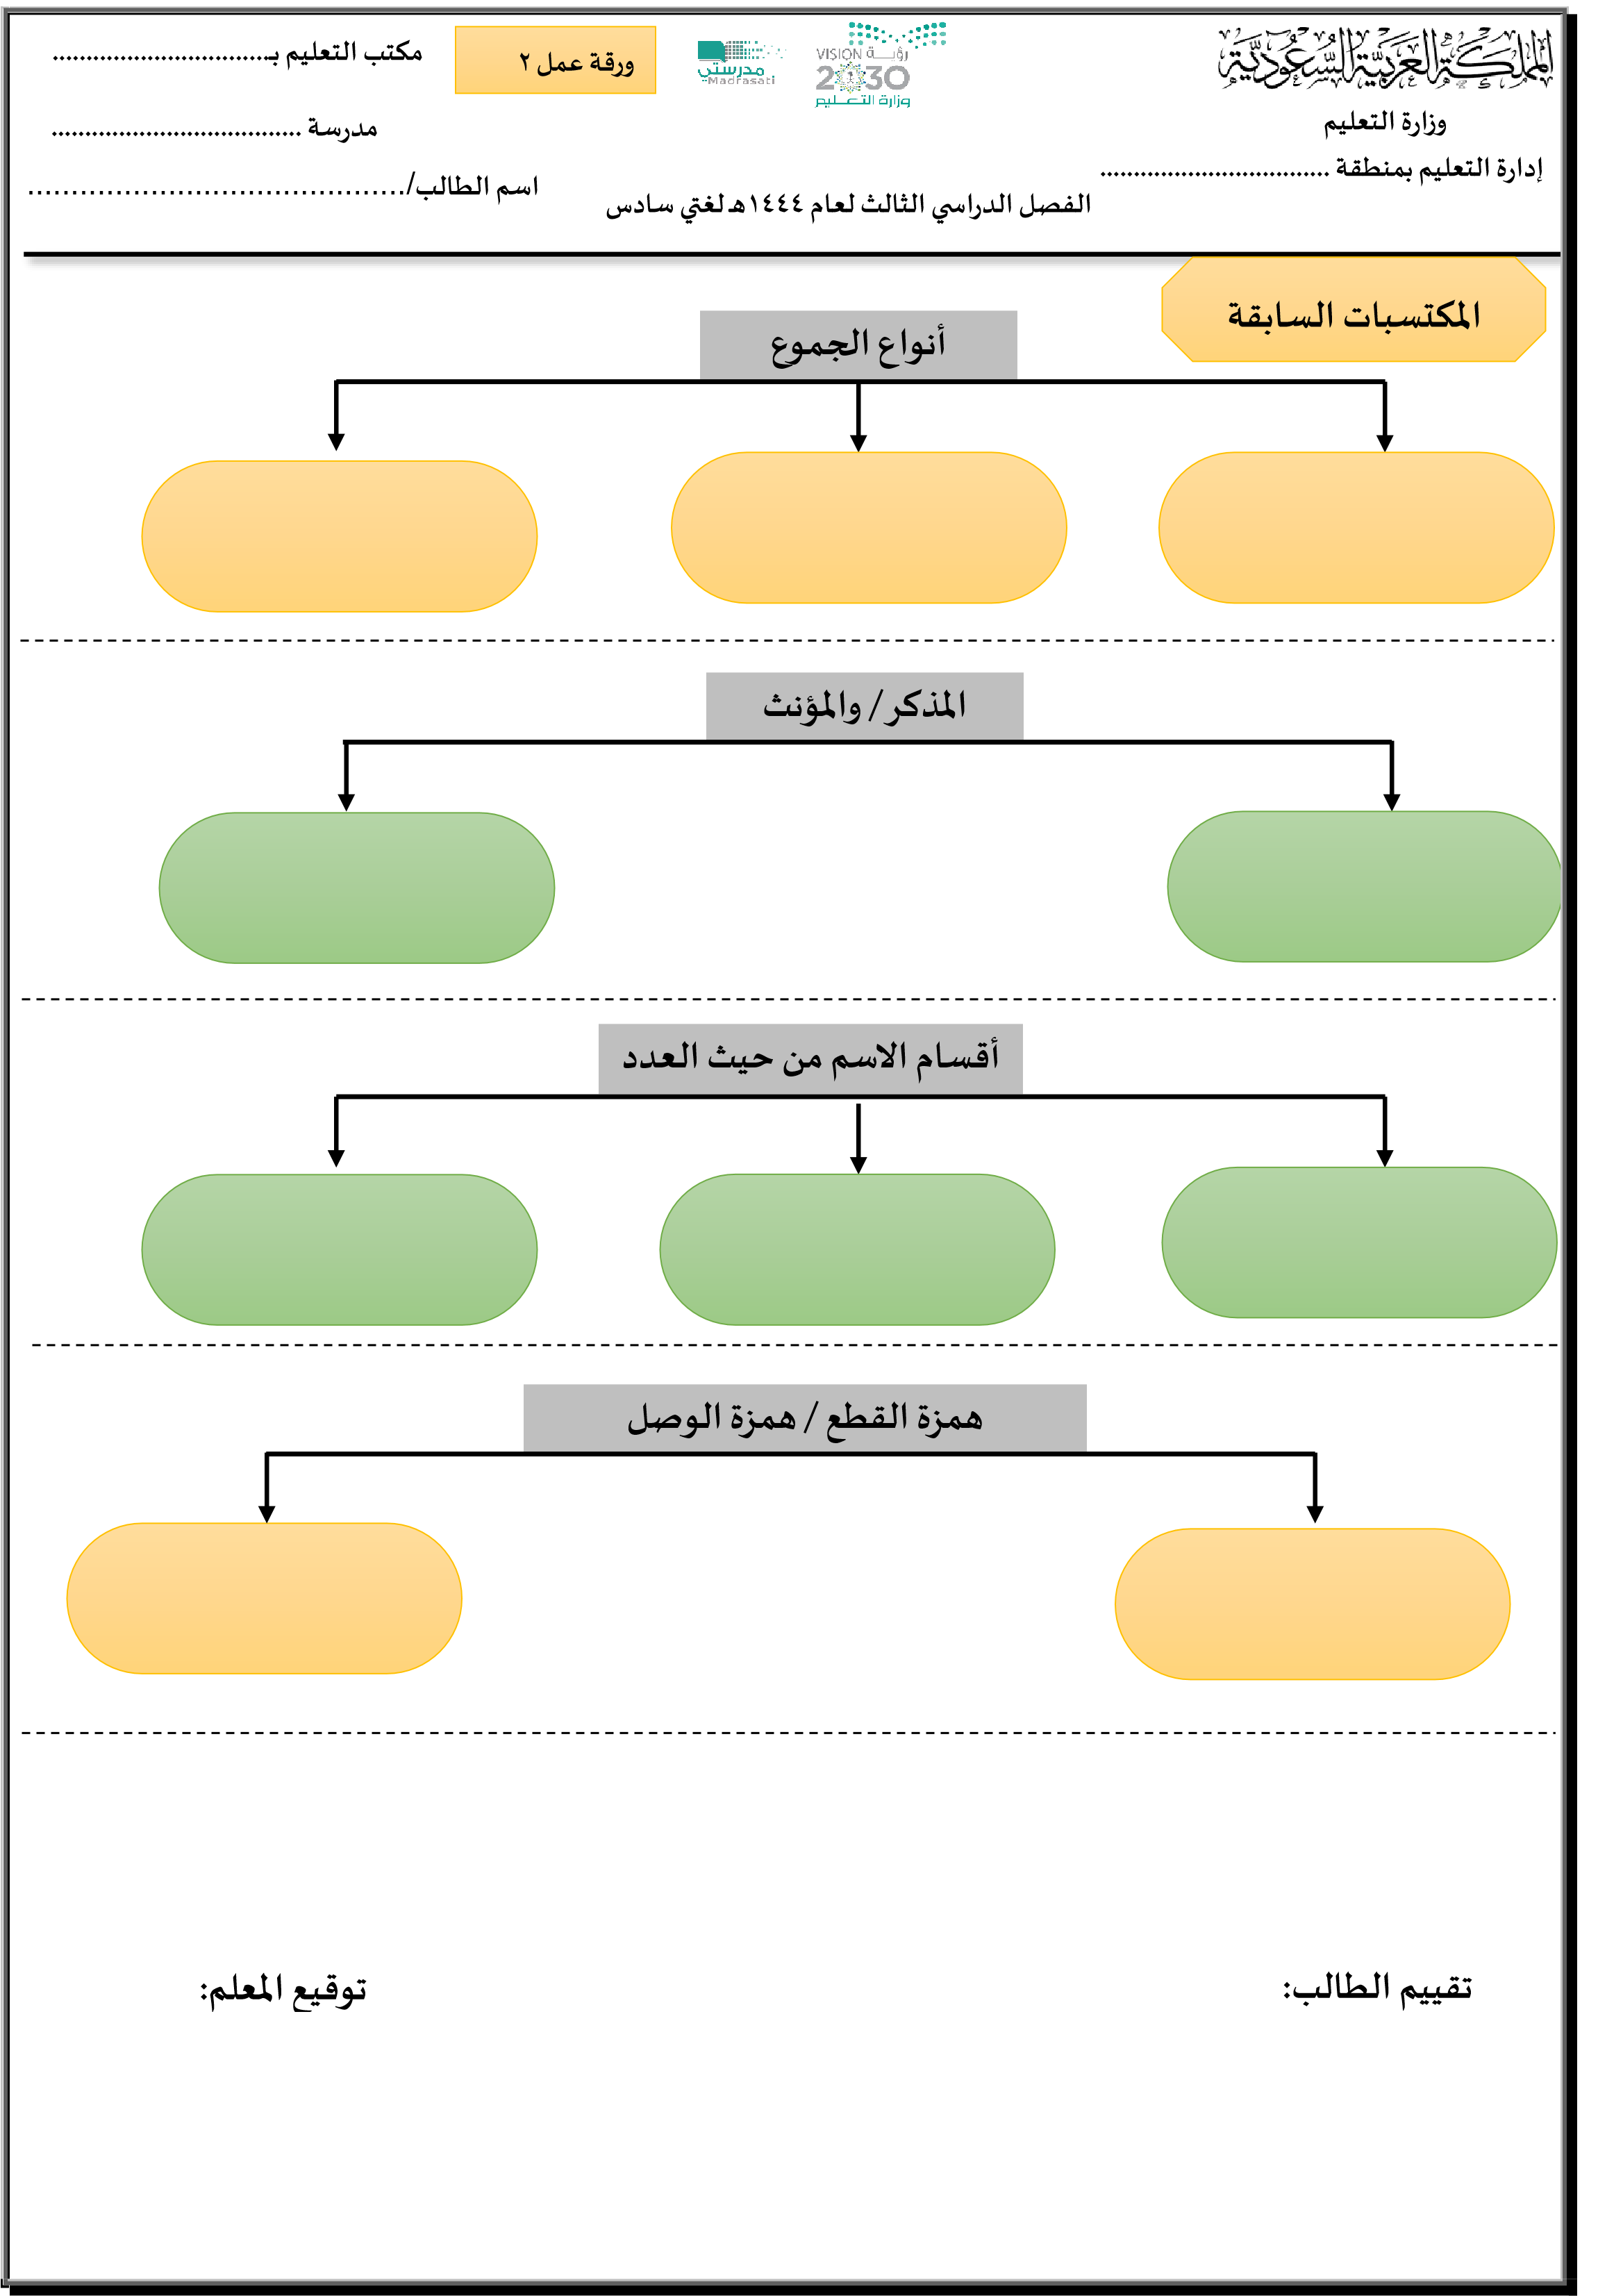 المملكة العربية السعودية
وزارة التعليم
إدارة التعليم بمنطقة ..................................
رؤيـــة VISION
2030
وزارة التعـــليم
مدرستي
Madrasati
الفصل الدراسي الثالث لعام ١٤٤٤هـ لغتي سادس
ورقة عمل ٢
مكتب التعليم بـ................................
مدرسة .....................................
اسم الطالب/...........................................
المكتسبات السابقة
أنواع الجموع
المذكر/ والمؤنث
أقسام الاسم من حيث العدد
همزة القطع / همزة الوصل
تقييم الطالب:
توقيع المعلم: